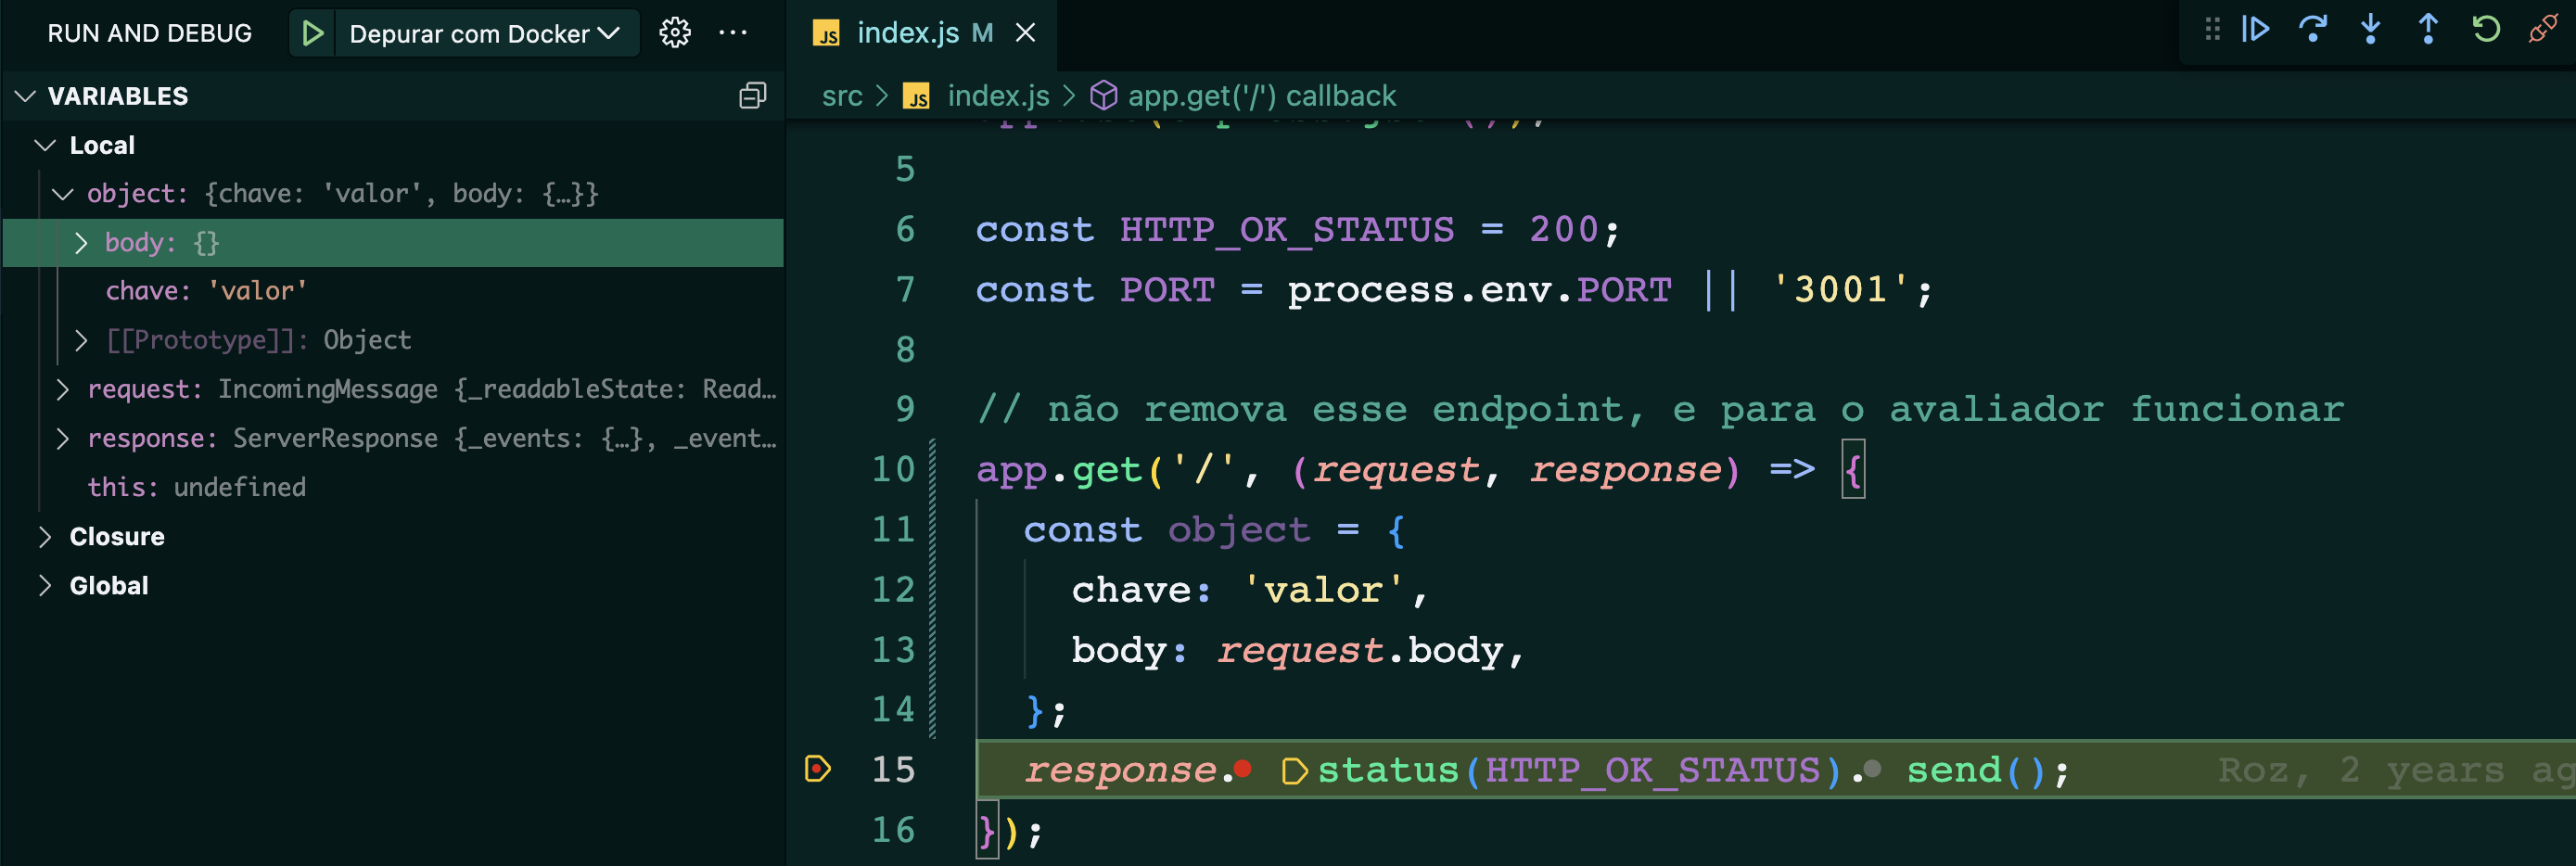 RUN AND DEBUG
Depurar com Docker
VARIABLES
Local
object: {chave: 'valor', body: {…}}
body: {}
chave: 'valor'
[[Prototype]]: Object
request: IncomingMessage {_readableState: Read…
response: ServerResponse {_events: {…}, _event…
this: undefined
Closure
Global
JS index.js M
src > JS index.js > app.get('/') callback
5
6 const HTTP_OK_STATUS = 200;
7 const PORT = process.env.PORT || '3001';
8
9 // não remova esse endpoint, e para o avaliador funcionar
10 app.get('/', (request, response) => {
11 const object = {
12 chave: 'valor',
13 body: request.body,
14 };
15 response.status(HTTP_OK_STATUS).send(); Roz, 2 years ag
16 });